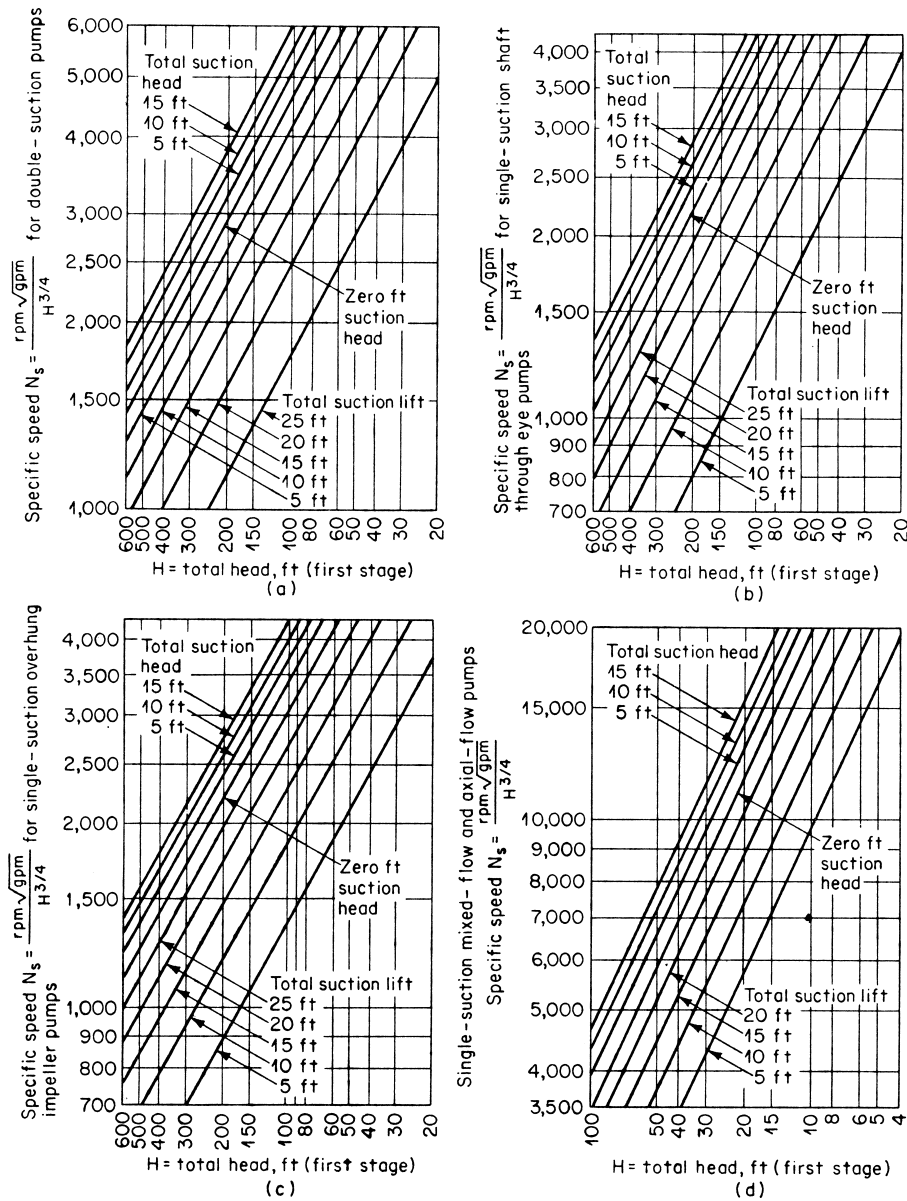 6,000
5,000
4,000
3,000
2,500
2,000
1,500
1,000
Specific speed Nₛ = rpm √gpm / H^3/4 for double-suction pumps
Total suction
head
15 ft
10 ft
5 ft
Zero ft
suction
head
Total suction lift
25 ft
20 ft
15 ft
10 ft
5 ft
600 500 400 300 200 150 100 80 60 40 30 20
H = total head, ft (first stage)
(a)
4,000
3,500
3,000
2,500
2,000
1,500
1,000
900
800
700
Specific speed Nₛ = rpm √gpm / H^3/4 for single-suction shaft
through eye pumps
Total
suction
head
15 ft
10 ft
5 ft
Zero ft
suction
head
Total suction lift
25 ft
20 ft
15 ft
10 ft
5 ft
600 500 400 300 200 150 100 80 60 40 30 20
H = total head, ft (first stage)
(b)
4,000
3,500
3,000
2,500
2,000
1,500
1,000
900
800
700
Specific speed Nₛ = rpm √gpm / H^3/4 for single-suction overhung
impeller pumps
Total suction
head
15 ft
10 ft
5 ft
Zero ft
suction
head
Total suction lift
25 ft
20 ft
15 ft
10 ft
5 ft
600 500 400 300 200 150 100 80 60 40 30 20
H = total head, ft (first stage)
(c)
20,000
15,000
10,000
9,000
8,000
7,000
6,000
5,000
4,000
3,500
Single-suction mixed-flow and axial-flow pumps
Specific speed Nₛ = rpm √gpm / H^3/4
Total suction head
15 ft
10 ft
5 ft
Zero ft
suction
head
Total suction lift
20 ft
15 ft
10 ft
5 ft
100 50 40 30 20 15 10 8 6 4
H = total head, ft (first stage)
(d)